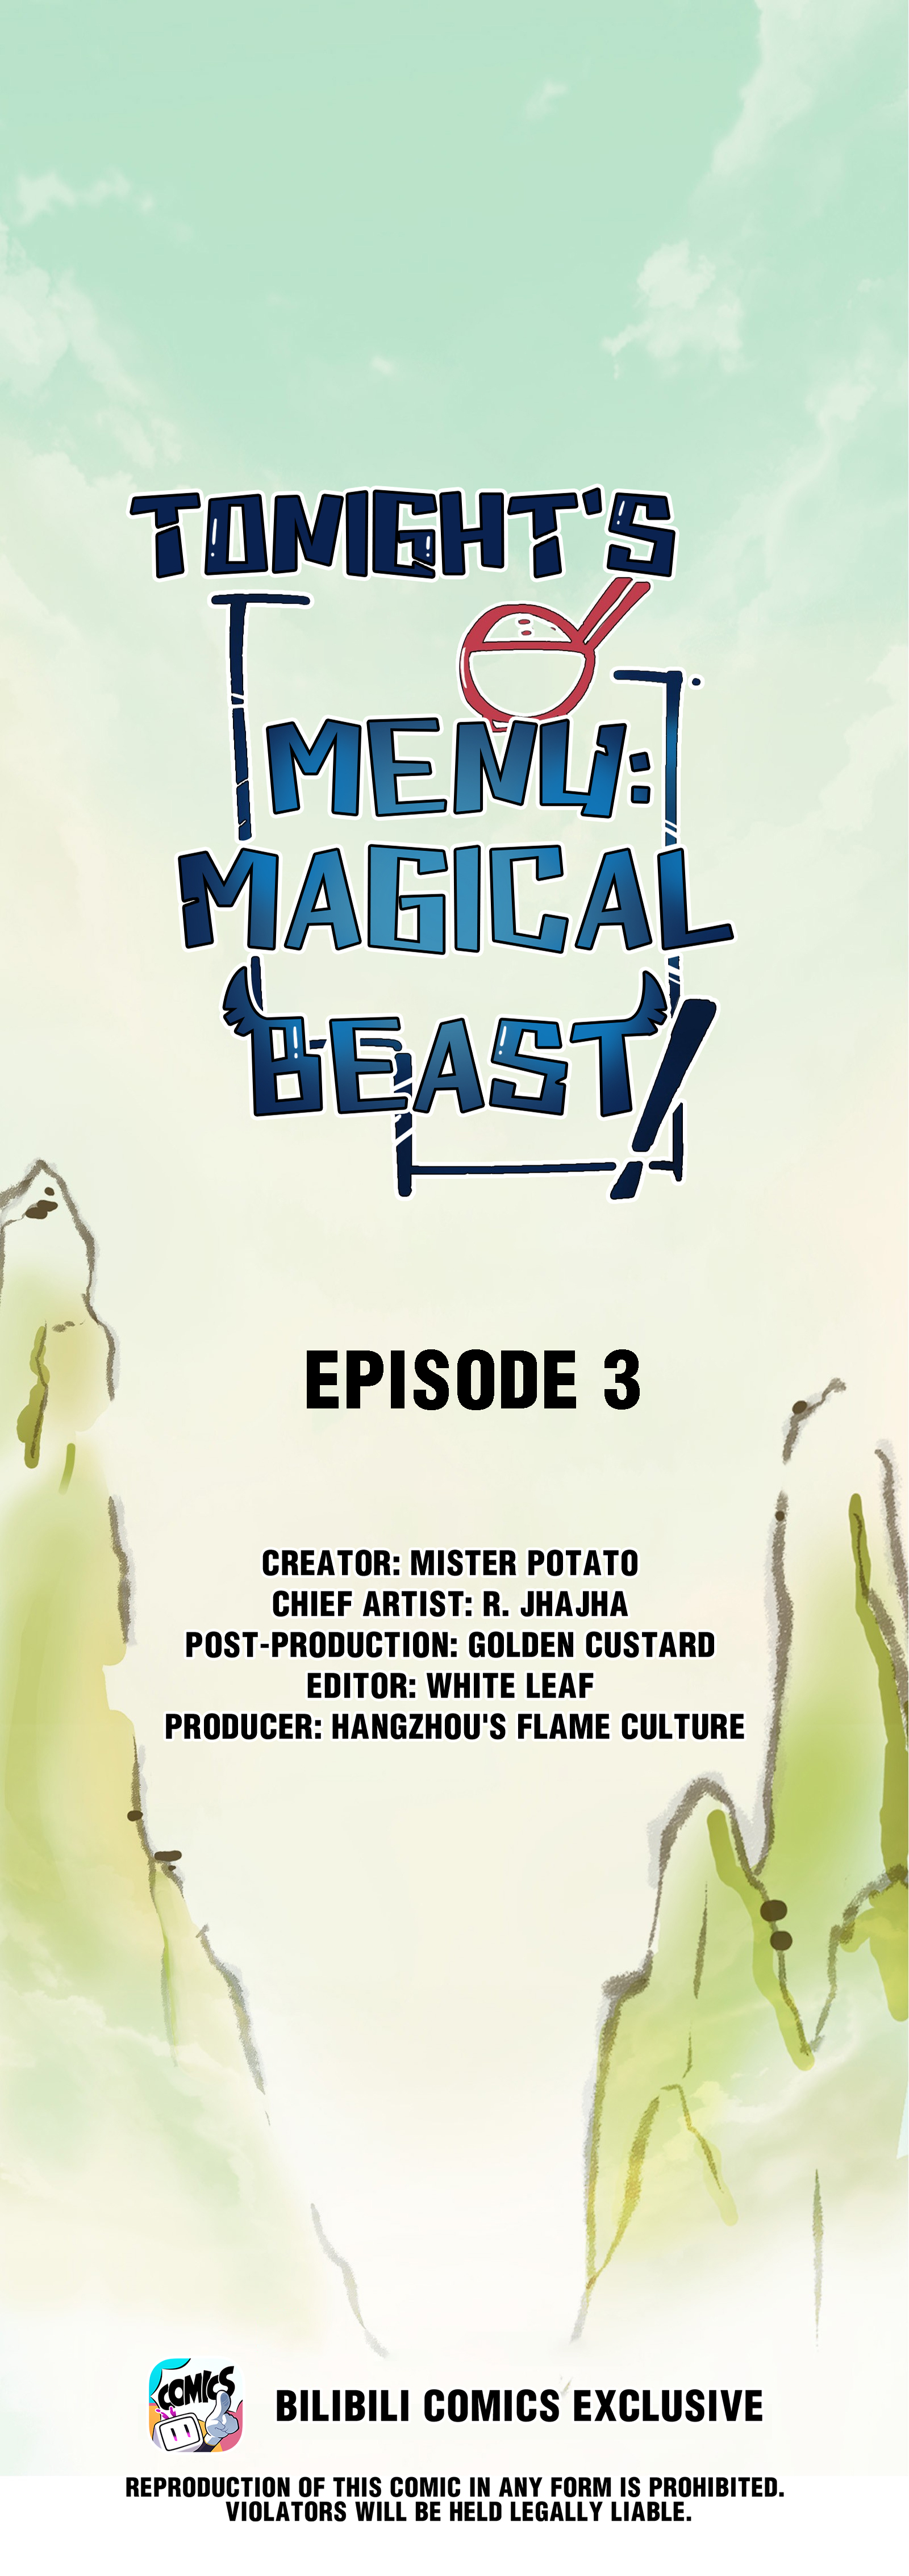 TONIGHT'S
MENU:
MAGICAL
BEAST!
EPISODE 3
CREATOR: MISTER POTATO
CHIEF ARTIST: R. JHAJHA
POST-PRODUCTION: GOLDEN CUSTARD
EDITOR: WHITE LEAF
PRODUCER: HANGZHOU'S FLAME CULTURE
COMICS
BILIBILI COMICS EXCLUSIVE
REPRODUCTION OF THIS COMIC IN ANY FORM IS PROHIBITED.
VIOLATORS WILL BE HELD LEGALLY LIABLE.